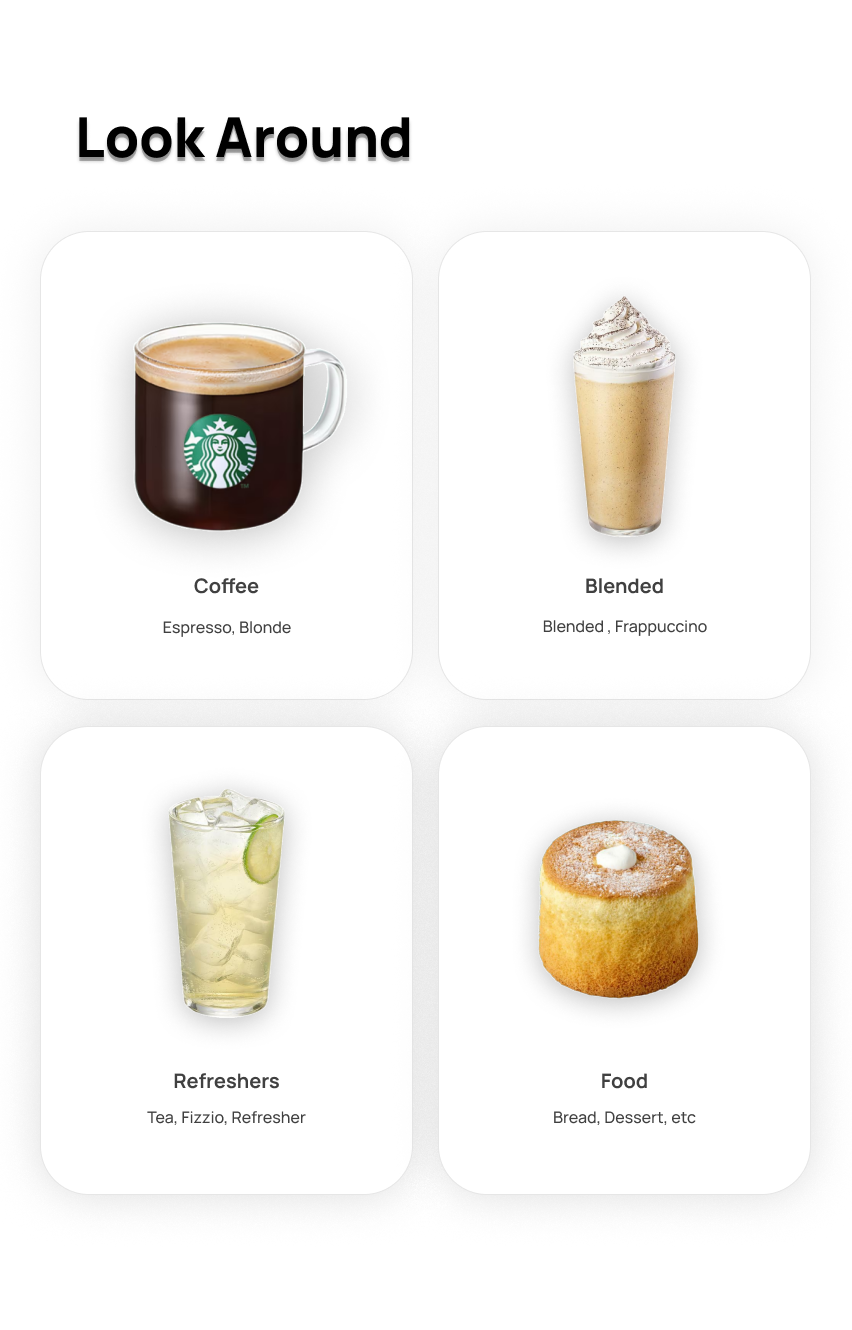 Look Around
Coffee
Espresso, Blonde
Blended
Blended , Frappuccino
Refreshers
Tea, Fizzio, Refresher
Food
Bread, Dessert, etc